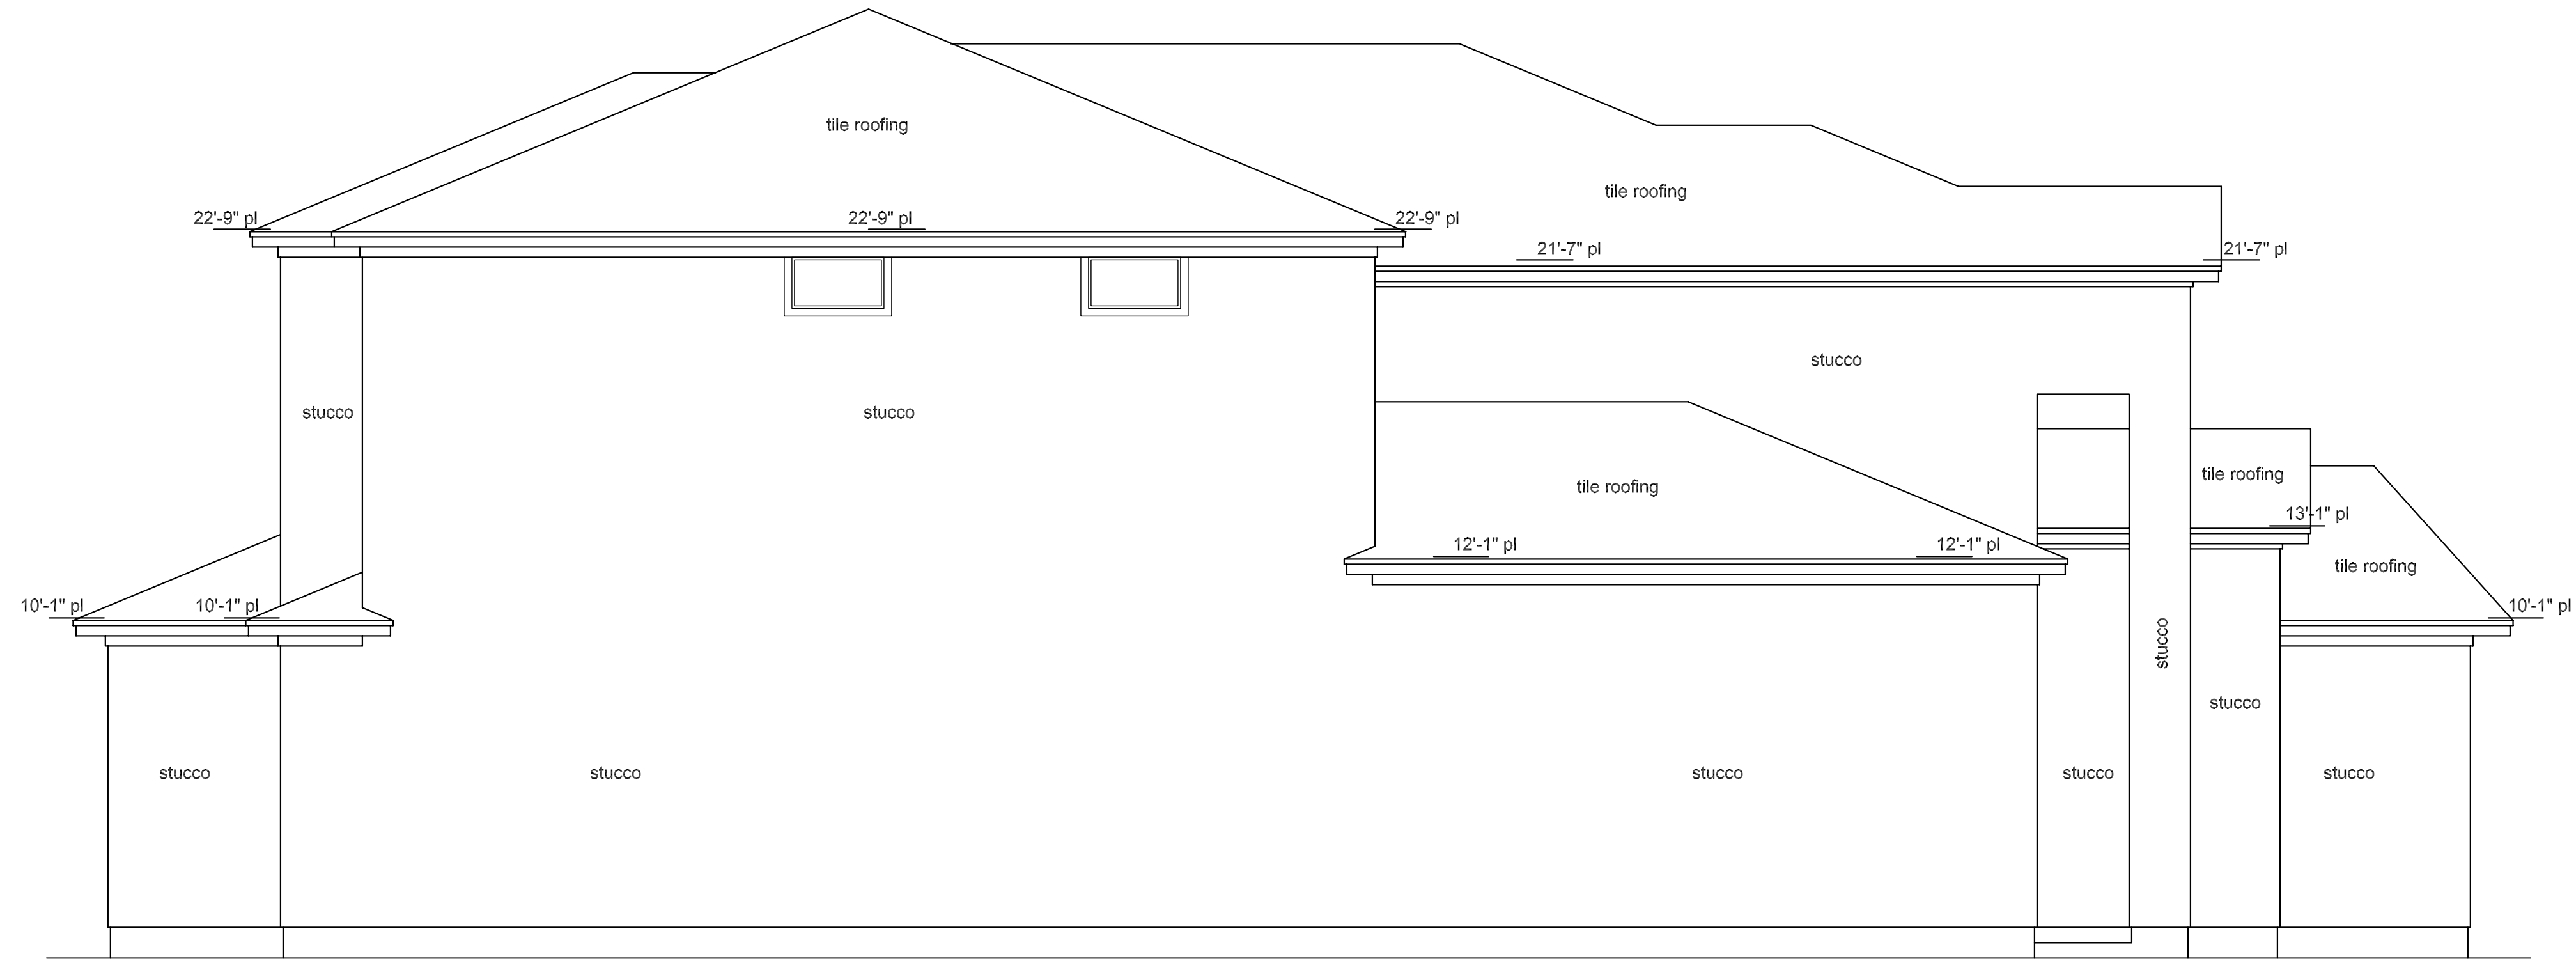 tile roofing
tile roofing
22'-9" pl
22'-9" pl
22'-9" pl
21'-7" pl
21'-7" pl
stucco
stucco
stucco
tile roofing
tile roofing
13'-1" pl
12'-1" pl
12'-1" pl
tile roofing
10'-1" pl
10'-1" pl
10'-1" pl
stucco
stucco
stucco
stucco
stucco
stucco
stucco